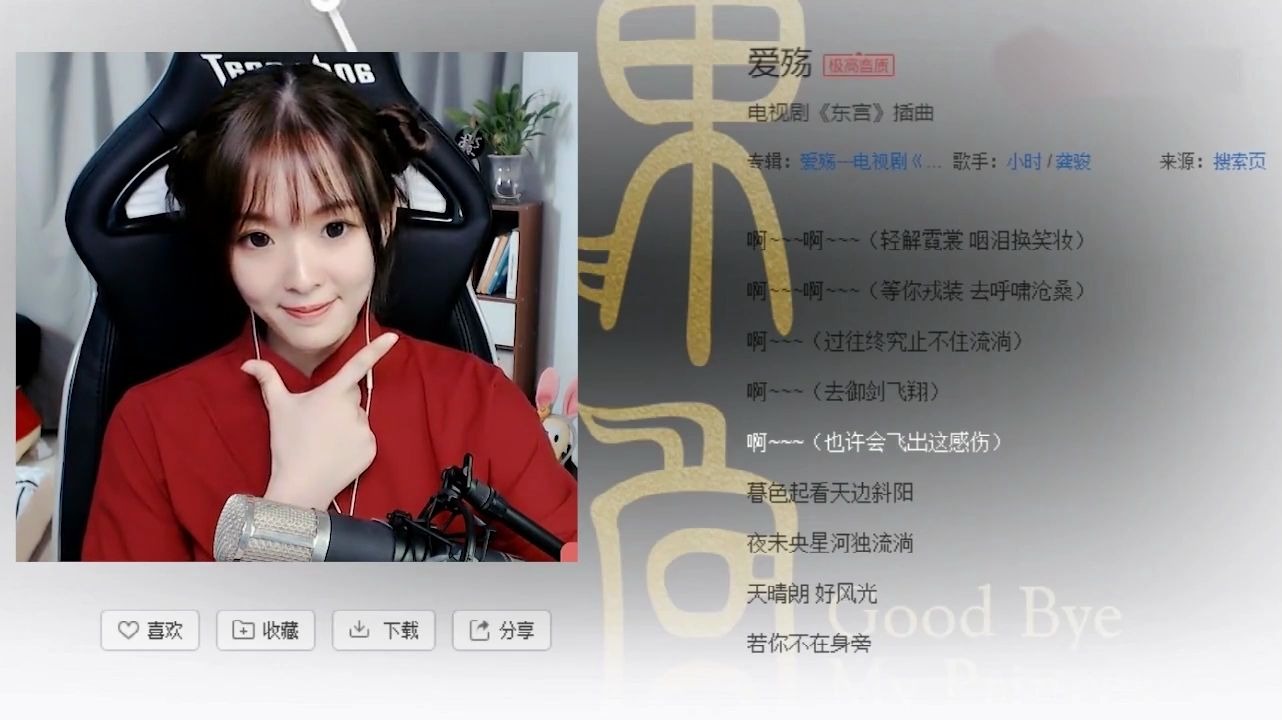 爱殇 极高音质
电视剧《东言》插曲
专辑：爱殇—电视剧《... 歌手：小时 / 龚骏 来源：搜索页
啊~~~啊~~~（轻解霓裳 咽泪换笑妆）
啊~~~啊~~~（等你戎装 去呼啸沧桑）
啊~~~（过往终究止不住流淌）
啊~~~（去御剑飞翔）
啊~~~（也许会飞出这感伤）
暮色起看天边斜阳
夜未央星河独流淌
天晴朗 好风光
若你不在身旁
喜欢 收藏 下载 分享
Good Bye
My